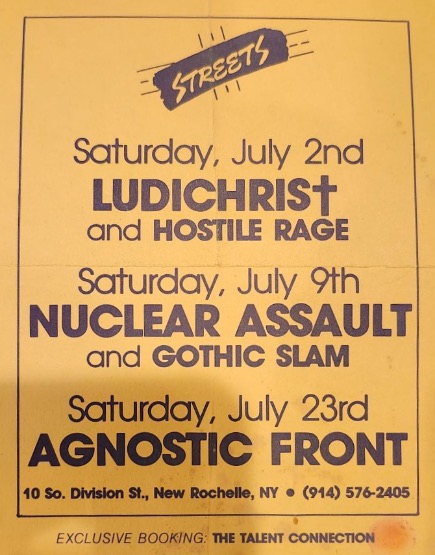 STREETS
Saturday, July 2nd
LUDICHRIS†
and HOSTILE RAGE
Saturday, July 9th
NUCLEAR ASSAULT
and GOTHIC SLAM
Saturday, July 23rd
AGNOSTIC FRONT
10 So. Division St., New Rochelle, NY • (914) 576-2405
EXCLUSIVE BOOKING: THE TALENT CONNECTION